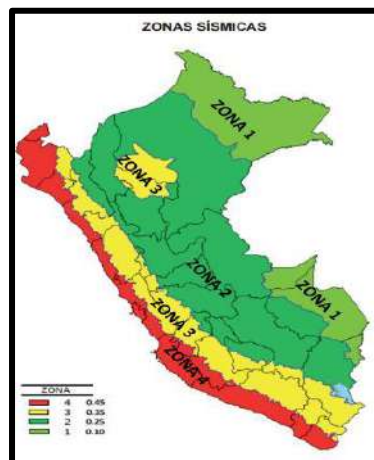 ZONAS SÍSMICAS
ZONA 1
ZONA 3
ZONA 2
ZONA 1
ZONA 3
ZONA 4
ZONA
4 0.45
3 0.35
2 0.25
1 0.10